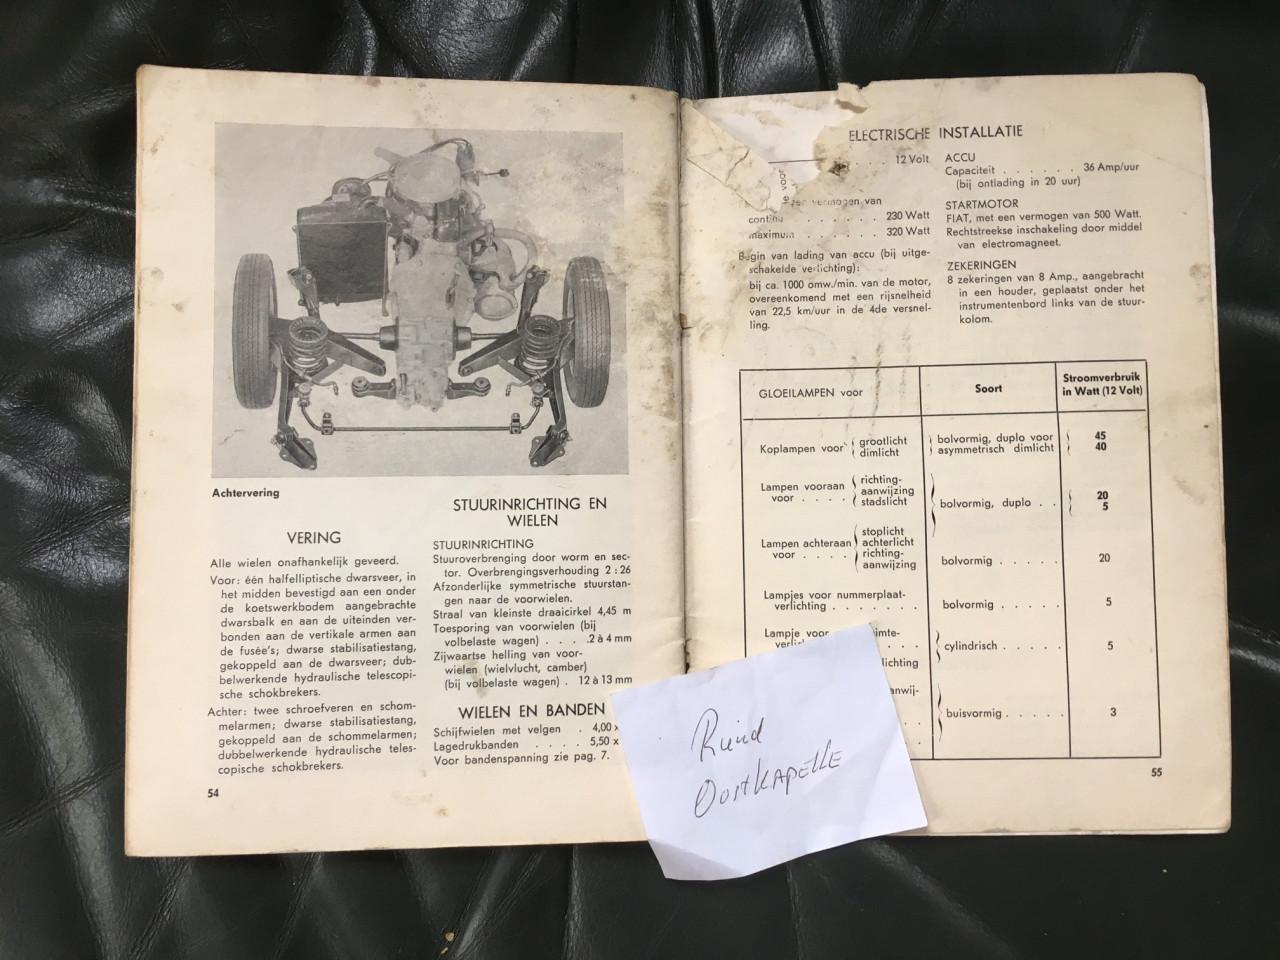 Achtervering
VERING
Alle wielen onafhankelijk geveerd.
Voor: één halfelliptische dwarsveer, in
het midden bevestigd aan een onder
de koetswerkbodem aangebrachte
dwarsbalk en aan de uiteinden ver-
bonden aan de vertikale armen aan
de fusée's; dwarse stabilisatiestang,
gekoppeld aan de dwarsveer; dub-
belwerkende hydraulische telescopi-
sche schokbrekers.
Achter: twee schroefveren en schom-
melarmen; dwarse stabilisatiestang,
gekoppeld aan de schommelarmen;
dubbelwerkende hydraulische teles-
copische schokbrekers.
54
STUURINRICHTING EN
WIELEN
STUURINRICHTING
Stuuroverbrenging door worm en sec-
tor. Overbrengingsverhouding 2 : 26
Afzonderlijke symmetrische stuurstan-
gen naar de voorwielen.
Straal van kleinste draaicirkel 4,45 m
Toesporing van voorwielen (bij
volbelaste wagen) . . . .2 à 4 mm
Zijwaartse helling van voor-
wielen (wielvlucht, camber)
(bij volbelaste wagen) . 12 à 13 mm
WIELEN EN BANDEN
Schijfwielen met velgen . 4,00 x
Lagedrukbanden . . . . 5,50 x
Voor bandenspanning zie pag. 7.
ELECTRISCHE INSTALLATIE
. . . 12 Volt
voor
vermogen van
continu . . . . . . . 230 Watt
maximum . . . . . . 320 Watt
Begin van lading van accu (bij uitge-
schakelde verlichting):
bij ca. 1000 omw./min. van de motor,
overeenkomend met een rijsnelheid
van 22,5 km/uur in de 4de versnel-
ling.
ACCU
Capaciteit . . . . . . 36 Amp/uur
(bij ontlading in 20 uur)
STARTMOTOR
FIAT, met een vermogen van 500 Watt.
Rechtstreekse inschakeling door middel
van electromagneet.
ZEKERINGEN
8 zekeringen van 8 Amp., aangebracht
in een houder, geplaatst onder het
instrumentenbord links van de stuur-
kolom.
GLOEILAMPEN voor Soort Stroomverbruik
in Watt (12 Volt)
Koplampen voor grootlicht bolvormig, duplo voor 45
dimlicht asymmetrisch dimlicht 40
Lampen vooraan richting-
voor . . . . aanwijzing bolvormig, duplo . . 20
stadslicht 5
stoplicht
Lampen achteraan achterlicht
voor . . . . richting- bolvormig . . . . . 20
aanwijzing
Lampjes voor nummerplaat-
verlichting . . . . . . . bolvormig . . . . . 5
Lampje voor imte-
verli . . . cylindrisch . . . . . 5
lichting
anwij-
buisvormig . . . . . 3
55
Ruud
Oostkapelle